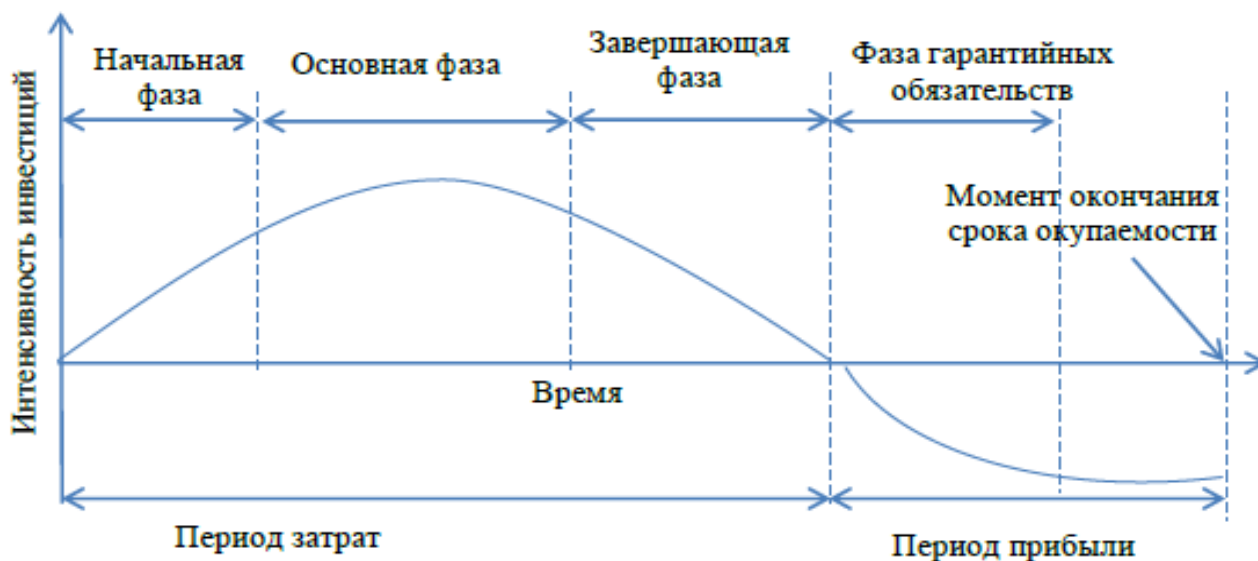 Начальная
фаза
Основная фаза
Завершающая
фаза
Фаза гарантийных
обязательств
Интенсивность инвестиций
Момент окончания
срока окупаемости
Время
Период затрат
Период прибыли